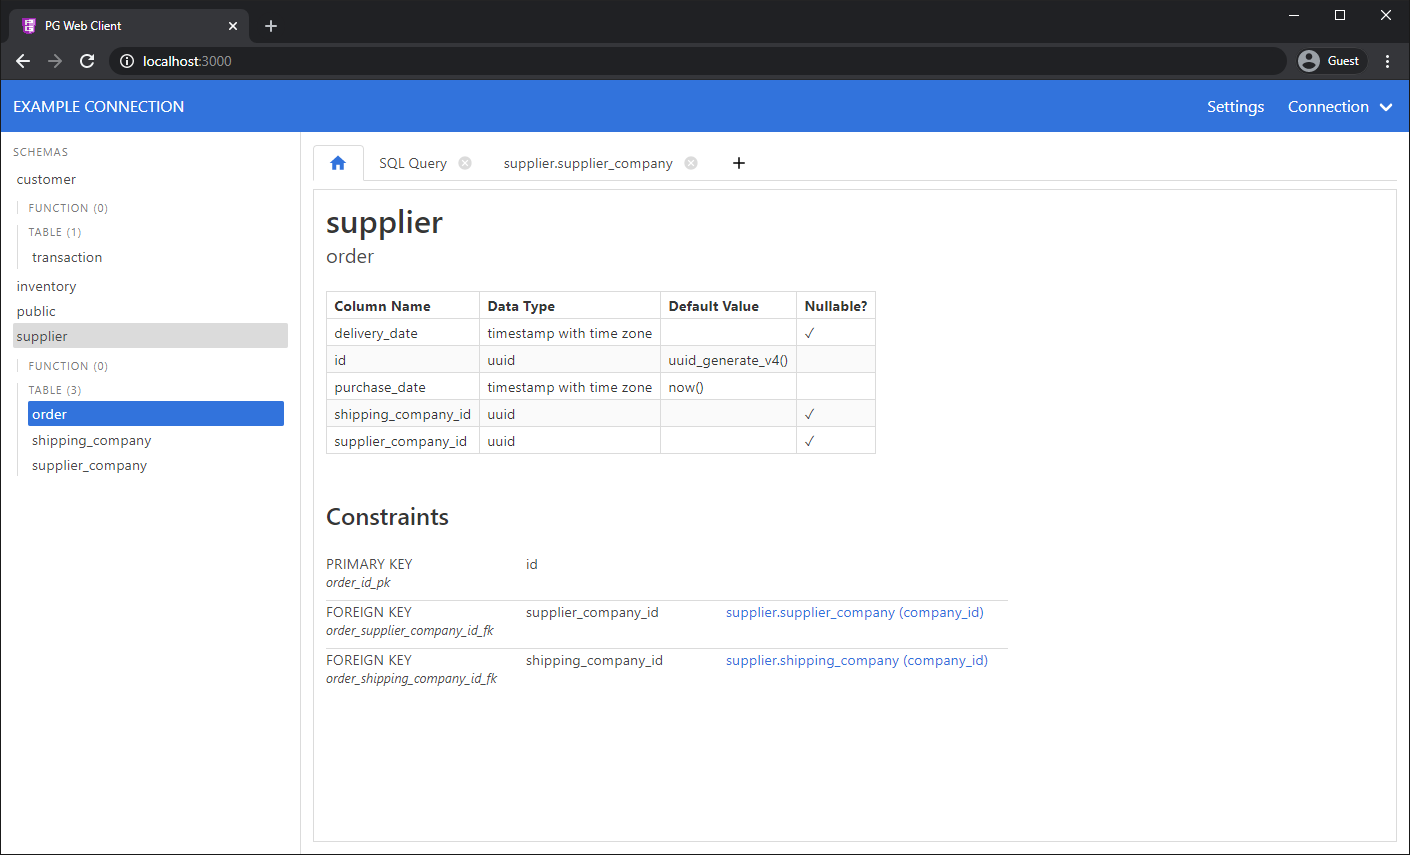 PG Web Client
localhost:3000
Guest
EXAMPLE CONNECTION
Settings
Connection
SCHEMAS
customer
FUNCTION (0)
TABLE (1)
transaction
inventory
public
supplier
FUNCTION (0)
TABLE (3)
order
shipping_company
supplier_company
SQL Query
supplier.supplier_company
supplier
order
Column Name Data Type Default Value Nullable?
delivery_date timestamp with time zone ✓
id uuid uuid_generate_v4()
purchase_date timestamp with time zone now()
shipping_company_id uuid ✓
supplier_company_id uuid ✓
Constraints
PRIMARY KEY id
order_id_pk
FOREIGN KEY supplier_company_id supplier.supplier_company (company_id)
order_supplier_company_id_fk
FOREIGN KEY shipping_company_id supplier.shipping_company (company_id)
order_shipping_company_id_fk